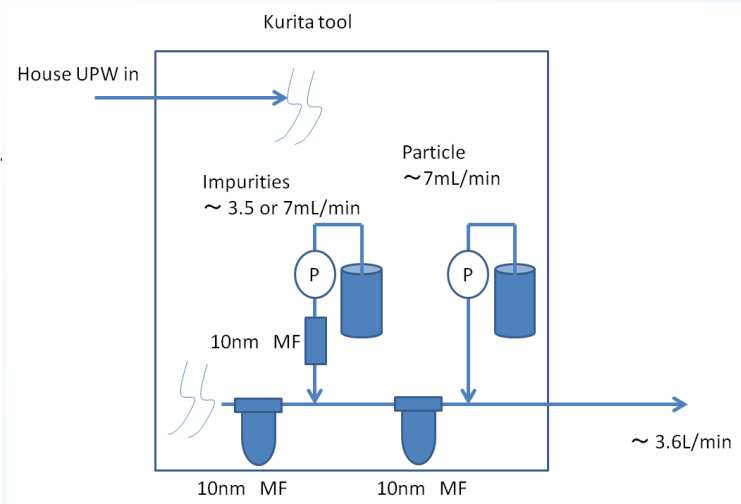 Kurita tool
House UPW in
Particle
～7mL/min
Impurities
～ 3.5 or 7mL/min
P
P
10nm MF
～ 3.6L/min
10nm MF
10nm MF